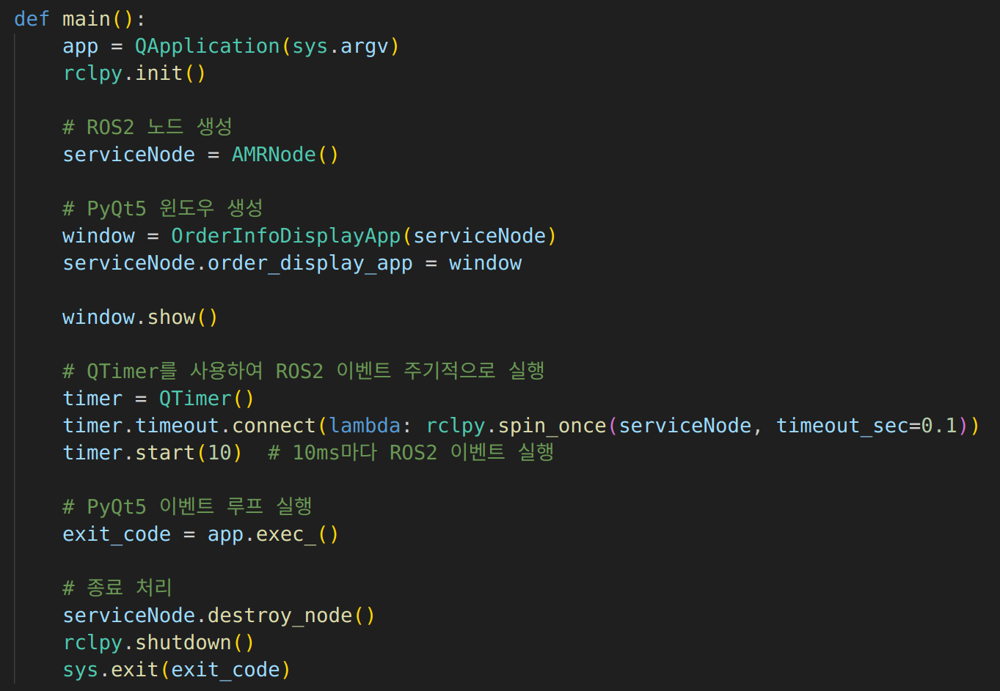 def main():
    app = QApplication(sys.argv)
    rclpy.init()

    # ROS2 노드 생성
    serviceNode = AMRNode()

    # PyQt5 윈도우 생성
    window = OrderInfoDisplayApp(serviceNode)
    serviceNode.order_display_app = window

    window.show()

    # QTimer를 사용하여 ROS2 이벤트 주기적으로 실행
    timer = QTimer()
    timer.timeout.connect(lambda: rclpy.spin_once(serviceNode, timeout_sec=0.1))
    timer.start(10)  # 10ms마다 ROS2 이벤트 실행

    # PyQt5 이벤트 루프 실행
    exit_code = app.exec_()

    # 종료 처리
    serviceNode.destroy_node()
    rclpy.shutdown()
    sys.exit(exit_code)